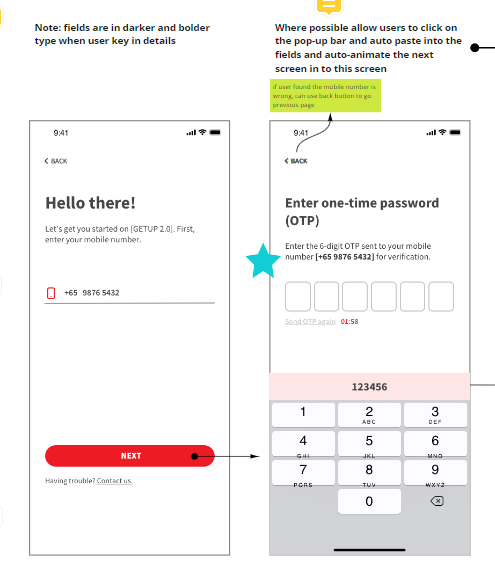 Note: fields are in darker and bolder
type when user key in details
Where possible allow users to click on
the pop-up bar and auto paste into the
fields and auto-animate the next
screen in to this screen
if user found the mobile number is
wrong, can use back button to go
previous page
9:41
BACK
Hello there!
Let's get you started on [GETUP 2.0]. First,
enter your mobile number.
+65 9876 5432
NEXT
Having trouble? Contact us.
9:41
BACK
Enter one-time password
(OTP)
Enter the 6-digit OTP sent to your mobile
number [+65 9876 5432] for verification.
Send OTP again 01:58
123456
1 2 3
ABC DEF
4 5 6
GHI JKL MNO
7 8 9
PQRS TUV WXYZ
0